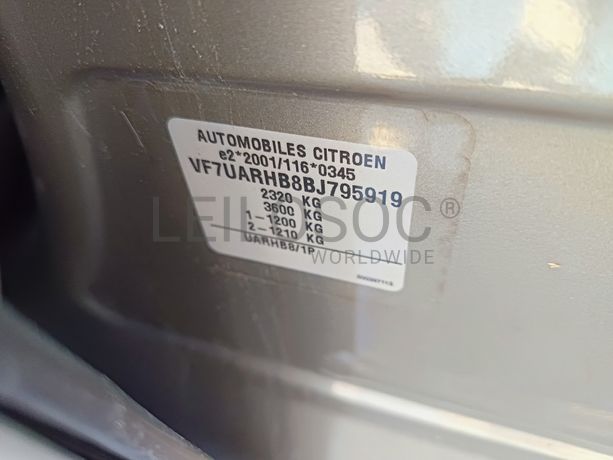 AUTOMOBILES CITROEN
e2*2001/116*0345
VF7UARHB8BJ795919
2320 KG
3600 KG
1-1200 KG
2-1210 KG
UARHB8/1P
LEILOSOC®
WORLDWIDE